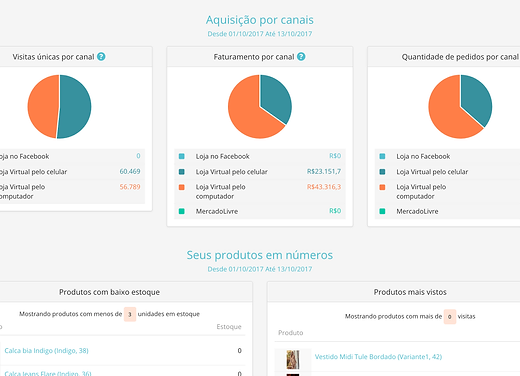 Aquisição por canais
Desde 01/10/2017 Até 13/10/2017
Visitas únicas por canal ?
oja no Facebook 0
oja Virtual pelo celular 60.469
oja Virtual pelo 56.789
omputador
Faturamento por canal ?
Loja no Facebook R$0
Loja Virtual pelo celular R$23.151,7
Loja Virtual pelo R$43.316,3
computador
MercadoLivre R$0
Quantidade de pedidos por canal
Loja no Facebook
Loja Virtual pelo celular
Loja Virtual pelo
computador
MercadoLivre
Seus produtos em números
Desde 01/10/2017 Até 13/10/2017
Produtos com baixo estoque
Mostrando produtos com menos de 3 unidades em estoque
o Estoque
Calca bia Indigo (Indigo, 38) 0
Calca Jeans Flare (Indigo, 36) 0
Produtos mais vistos
Mostrando produtos com mais de 0 visitas
Produto
Vestido Midi Tule Bordado (Variante1, 42)